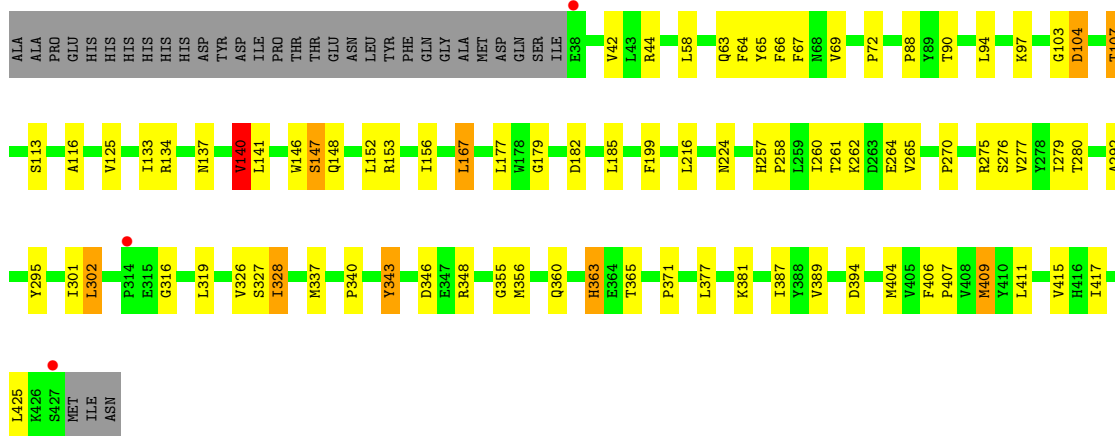 ALA ALA PRO GLU HIS HIS HIS HIS HIS HIS ASP TYR ASP ILE PRO THR THR GLU ASN LEU TYR PHE GLN GLY ALA MET ASP GLN SER ILE E38 V42 L43 R44 L58 Q63 F64 Y65 F66 F67 N68 V69 P72 P88 Y89 T90 L94 K97 G103 D104 T107
S113 A116 V125 I133 R134 N137 V140 L141 W146 S147 Q148 L152 R153 I156 L167 L177 W178 G179 D182 L185 F199 L216 N224 H257 P258 L259 I260 T261 K262 D263 E264 V265 P270 R275 S276 V277 Y278 I279 T280 A292
Y295 I301 L302 P314 E315 G316 L319 V326 S327 I328 M337 P340 Y343 D346 E347 R348 G355 M356 Q360 H363 E364 T365 P371 L377 K381 I387 Y388 V389 D394 M404 V405 F406 P407 V408 M409 Y410 L411 V415 H416 I417
L425 K426 S427 MET ILE ASN